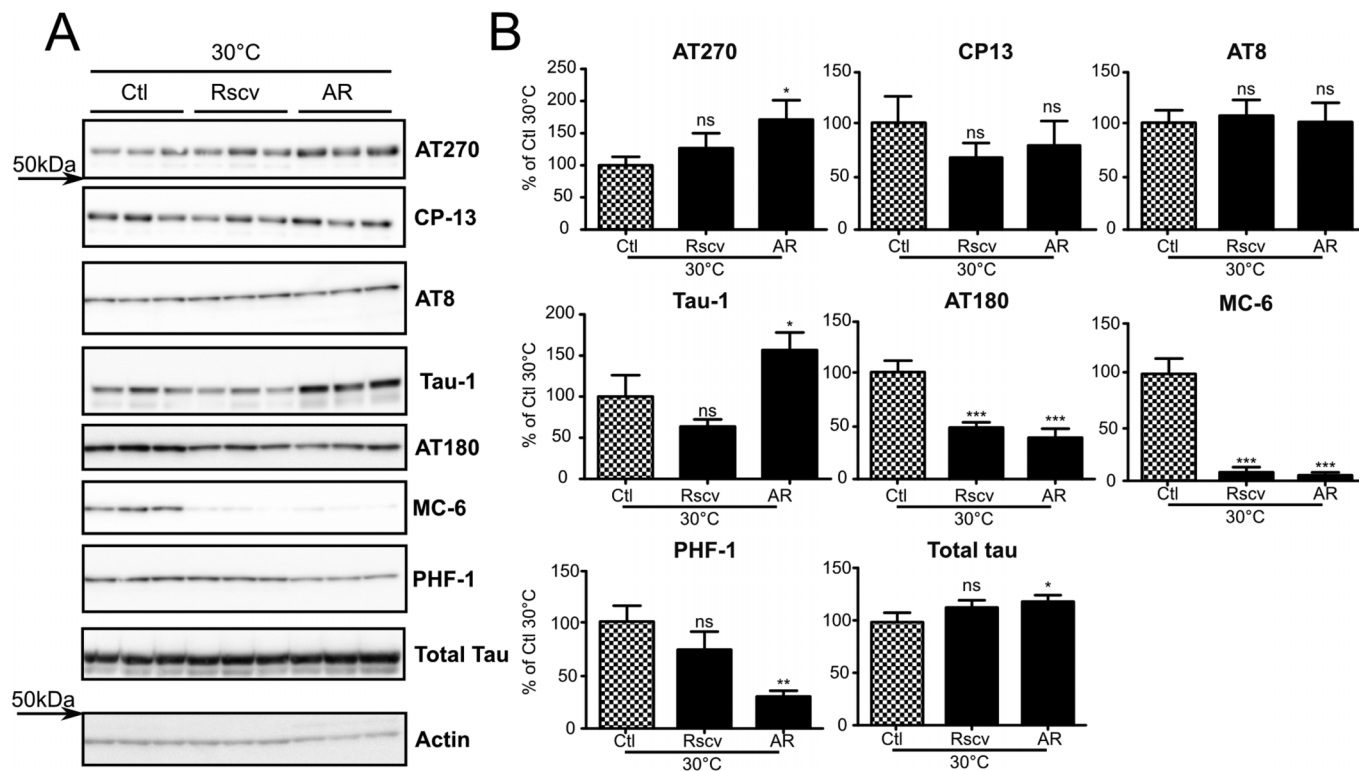 A
30°C
Ctl Rscv AR
AT270
50kDa
CP-13
AT8
Tau-1
AT180
MC-6
PHF-1
Total Tau
50kDa
Actin
B
AT270
% of Ctl 30°C
250
200
150
100
50
0
ns
*
Ctl Rscv AR
30°C
CP13
150
100
50
0
ns
ns
Ctl Rscv AR
30°C
AT8
150
100
50
0
ns
ns
Ctl Rscv AR
30°C
Tau-1
% of Ctl 30°C
200
150
100
50
0
ns
*
Ctl Rscv AR
30°C
AT180
150
100
50
0
***
***
Ctl Rscv AR
30°C
MC-6
150
100
50
0
***
***
Ctl Rscv AR
30°C
PHF-1
% of Ctl 30°C
150
100
50
0
ns
**
Ctl Rscv AR
30°C
Total tau
150
100
50
0
ns
*
Ctl Rscv AR
30°C